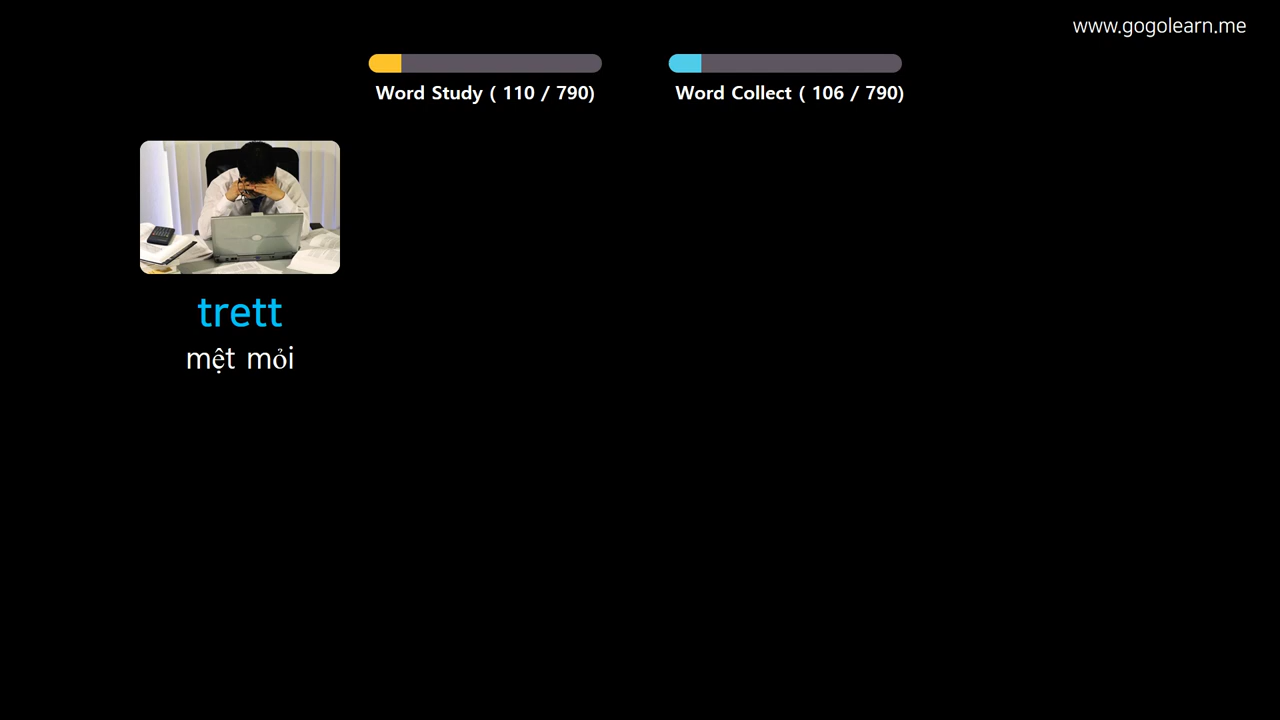 www.gogolearn.me
Word Study ( 110 / 790)
Word Collect ( 106 / 790)
trett
mệt mỏi